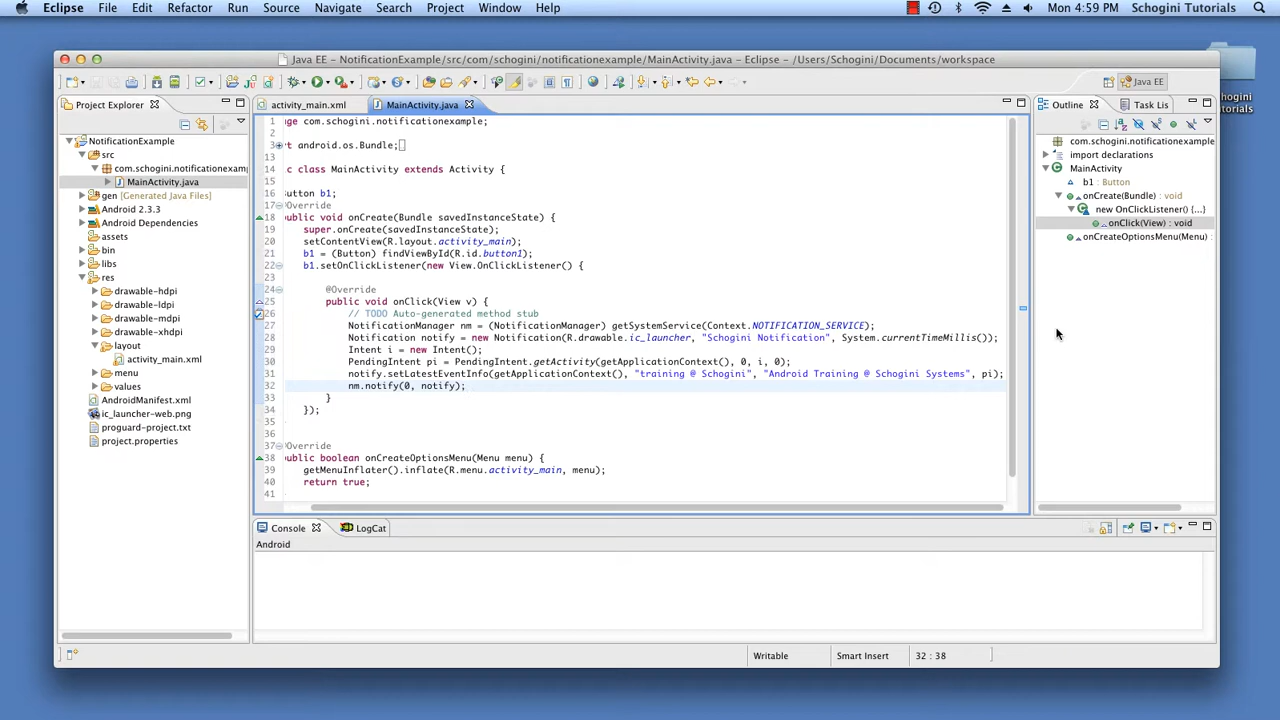 Eclipse File Edit Refactor Run Source Navigate Search Project Window Help Mon 4:59 PM Schogini Tutorials
Java EE – NotificationExample/src/com/schogini/notificationexample/MainActivity.java – Eclipse – /Users/Schogini/Documents/workspace
Java EE
Project Explorer
NotificationExample
src
com.schogini.notificationexamp
MainActivity.java
gen [Generated Java Files]
Android 2.3.3
Android Dependencies
assets
bin
libs
res
drawable-hdpi
drawable-ldpi
drawable-mdpi
drawable-xhdpi
layout
activity_main.xml
menu
values
AndroidManifest.xml
ic_launcher-web.png
proguard-project.txt
project.properties
activity_main.xml MainActivity.java
1 ge com.schogini.notificationexample;
2
3 t android.os.Bundle;
13
14 c class MainActivity extends Activity {
15
16 utton b1;
17 Override
18 ublic void onCreate(Bundle savedInstanceState) {
19 super.onCreate(savedInstanceState);
20 setContentView(R.layout.activity_main);
21 b1 = (Button) findViewById(R.id.button1);
22 b1.setOnClickListener(new View.OnClickListener() {
23
24 @Override
25 public void onClick(View v) {
26 // TODO Auto-generated method stub
27 NotificationManager nm = (NotificationManager) getSystemService(Context.NOTIFICATION_SERVICE);
28 Notification notify = new Notification(R.drawable.ic_launcher, "Schogini Notification", System.currentTimeMillis());
29 Intent i = new Intent();
30 PendingIntent pi = PendingIntent.getActivity(getApplicationContext(), 0, i, 0);
31 notify.setLatestEventInfo(getApplicationContext(), "training @ Schogini", "Android Training @ Schogini Systems", pi);
32 nm.notify(0, notify);
33 }
34 });
35
36
37 Override
38 public boolean onCreateOptionsMenu(Menu menu) {
39 getMenuInflater().inflate(R.menu.activity_main, menu);
40 return true;
41
Outline Task Lis
com.schogini.notificationexample
import declarations
MainActivity
b1 : Button
onCreate(Bundle) : void
new OnClickListener() {...}
onClick(View) : void
onCreateOptionsMenu(Menu) :
Console LogCat
Android
Writable Smart Insert 32 : 38